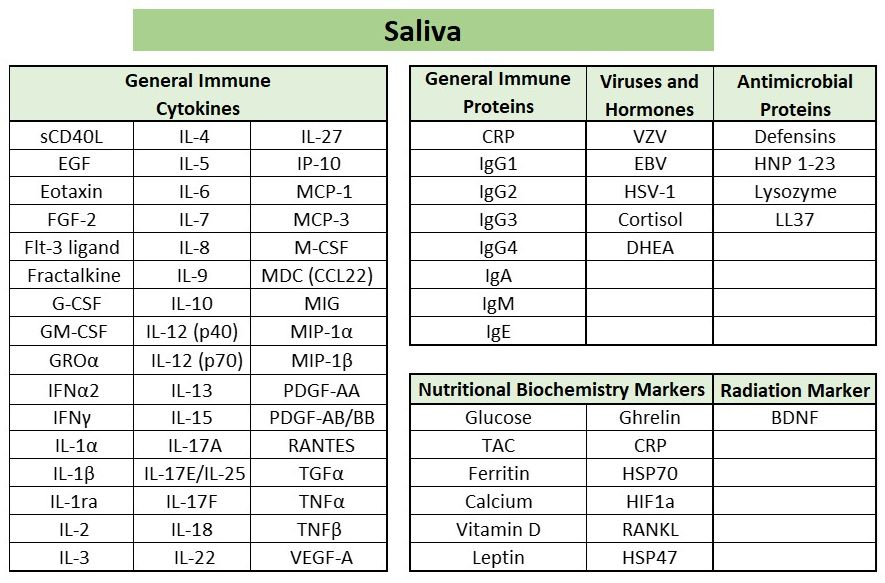 Saliva
General Immune
Cytokines
sCD40L IL-4 IL-27
EGF IL-5 IP-10
Eotaxin IL-6 MCP-1
FGF-2 IL-7 MCP-3
Flt-3 ligand IL-8 M-CSF
Fractalkine IL-9 MDC (CCL22)
G-CSF IL-10 MIG
GM-CSF IL-12 (p40) MIP-1α
GROα IL-12 (p70) MIP-1β
IFNα2 IL-13 PDGF-AA
IFNγ IL-15 PDGF-AB/BB
IL-1α IL-17A RANTES
IL-1β IL-17E/IL-25 TGFα
IL-1ra IL-17F TNFα
IL-2 IL-18 TNFβ
IL-3 IL-22 VEGF-A
General Immune Viruses and Antimicrobial
Proteins Hormones Proteins
CRP VZV Defensins
IgG1 EBV HNP 1-23
IgG2 HSV-1 Lysozyme
IgG3 Cortisol LL37
IgG4 DHEA
IgA
IgM
IgE
Nutritional Biochemistry Markers Radiation Marker
Glucose Ghrelin BDNF
TAC CRP
Ferritin HSP70
Calcium HIF1a
Vitamin D RANKL
Leptin HSP47